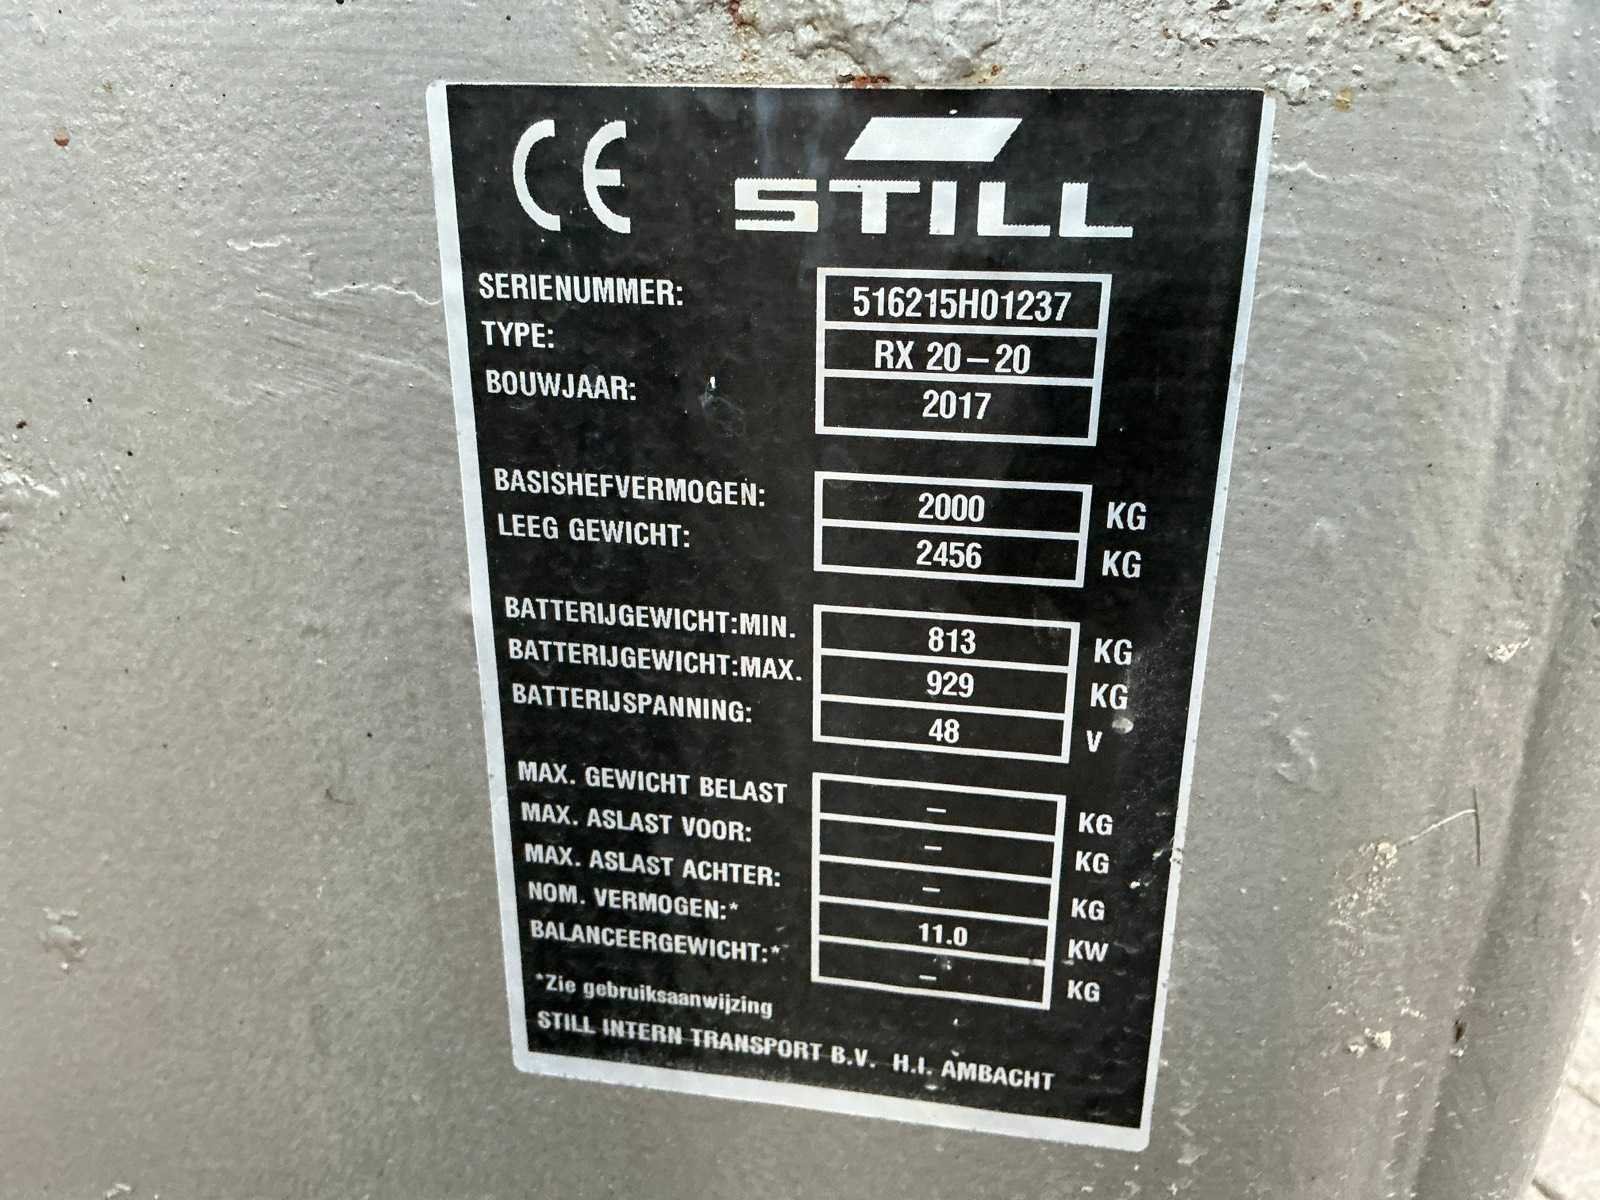 CE STILL
SERIENUMMER: 516215H01237
TYPE: RX 20-20
BOUWJAAR: 2017
BASISHEFVERMOGEN: 2000 KG
LEEG GEWICHT: 2456 KG
BATTERIJGEWICHT:MIN. 813 KG
BATTERIJGEWICHT:MAX. 929 KG
BATTERIJSPANNING: 48 V
MAX. GEWICHT BELAST – KG
MAX. ASLAST VOOR: – KG
MAX. ASLAST ACHTER: – KG
NOM. VERMOGEN:* 11.0 KW
BALANCEERGEWICHT:* – KG
*Zie gebruiksaanwijzing
STILL INTERN TRANSPORT B.V. H.I. AMBACHT